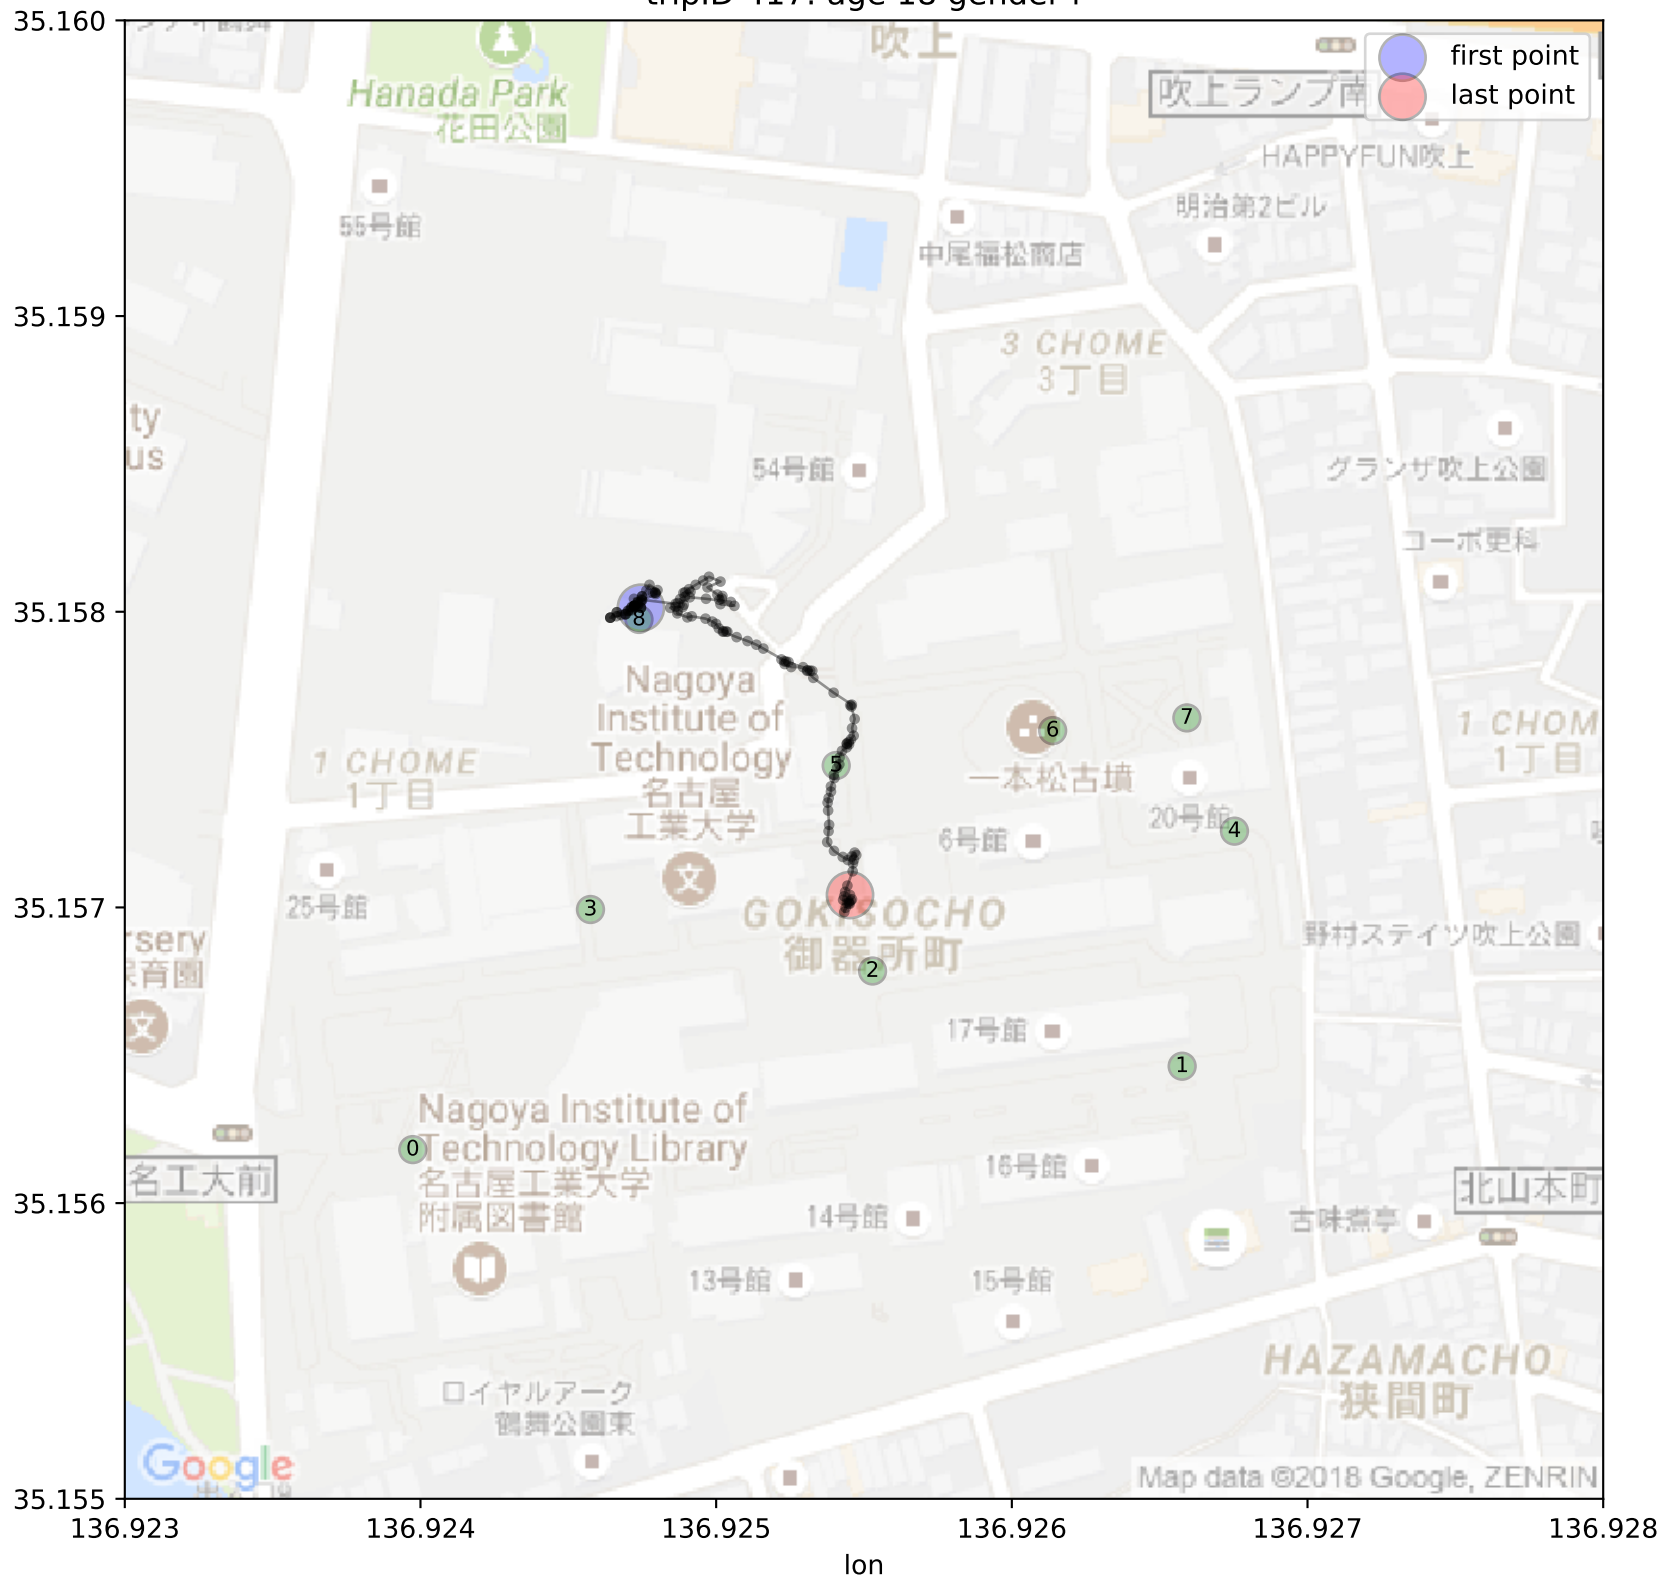 35.160
35.159
35.158
35.157
35.156
35.155
136.923
136.924
136.925
136.926
136.927
136.928
lon
first point
last point
吹上
Hanada Park
花田公園
吹上ランプ南
HAPPYFUN吹上
55号館
明治第2ビル
中尾福松商店
3 CHOME
3丁目
ty
us
54号館
グランザ吹上公園
コーポ更科
8
Nagoya
Institute of
Technology
名古屋
工業大学
7
6
1 CHOM
1丁目
1 CHOME
1丁目
5
一本松古墳
20号館
4
6号館
25号館
3
GOKISOCHO
御器所町
rsery
保育園
野村ステイツ吹上公園
2
17号館
1
Nagoya Institute of
Technology Library
名古屋工業大学
附属図書館
0
名工大前
16号館
北山本町
14号館
古味煮亭
13号館
15号館
HAZAMACHO
狭間町
ロイヤルアーク
鶴舞公園東
Google
Map data ©2018 Google, ZENRIN